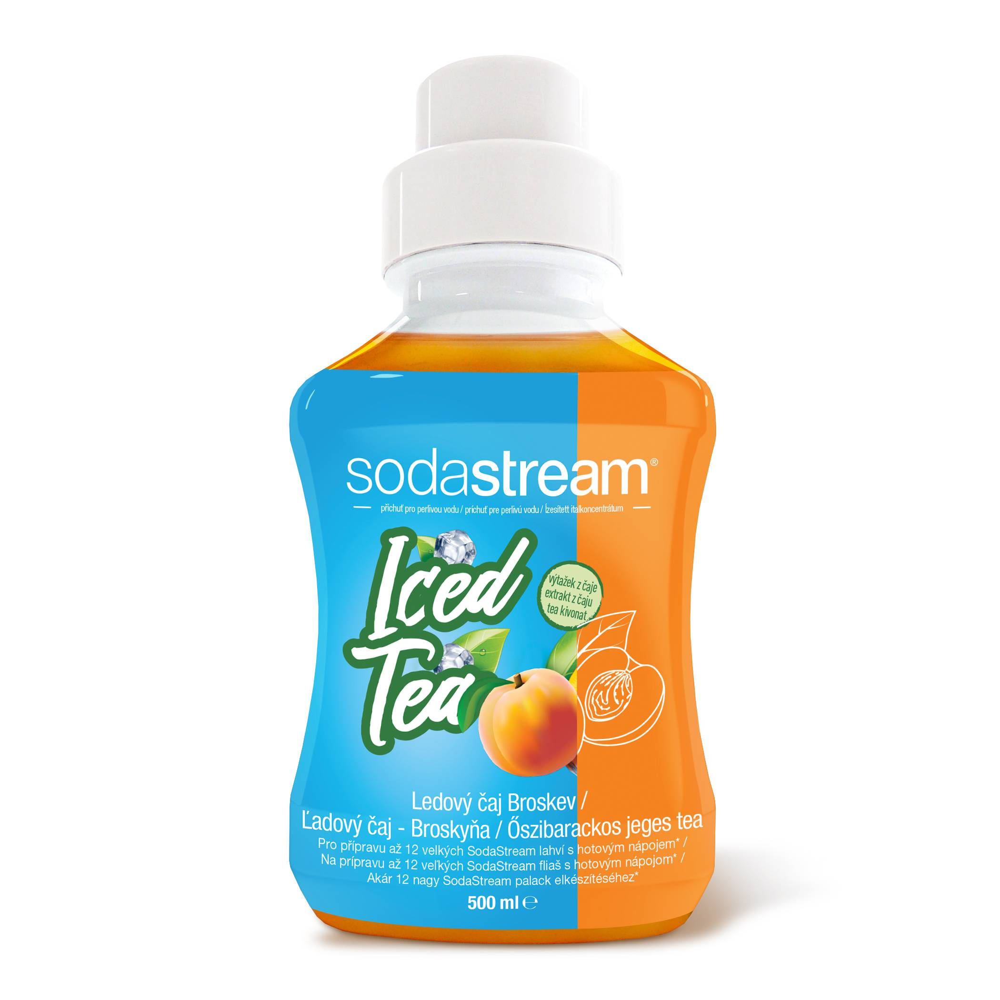 sodastream®
příchuť pro perlivou vodu / príchuť pre perlivú vodu / Ízesített italkoncentrátum
Iced
Tea
výtažek z čaje
extrakt z čaju
tea kivonat
Ledový čaj Broskev /
Ľadový čaj - Broskyňa / Őszibarackos jeges tea
Pro přípravu až 12 velkých SodaStream lahví s hotovým nápojem* /
Na prípravu až 12 veľkých SodaStream fliaš s hotovým nápojom* /
Akár 12 nagy SodaStream palack elkészítéséhez*
500 ml ℮